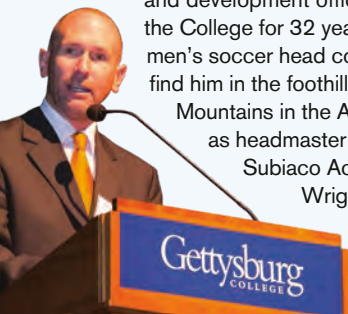 and development offic
the College for 32 yea
men's soccer head co
find him in the foothill
Mountains in the A
as headmaster
Subiaco Ac
Wrig
Gettysburg
COLLEGE